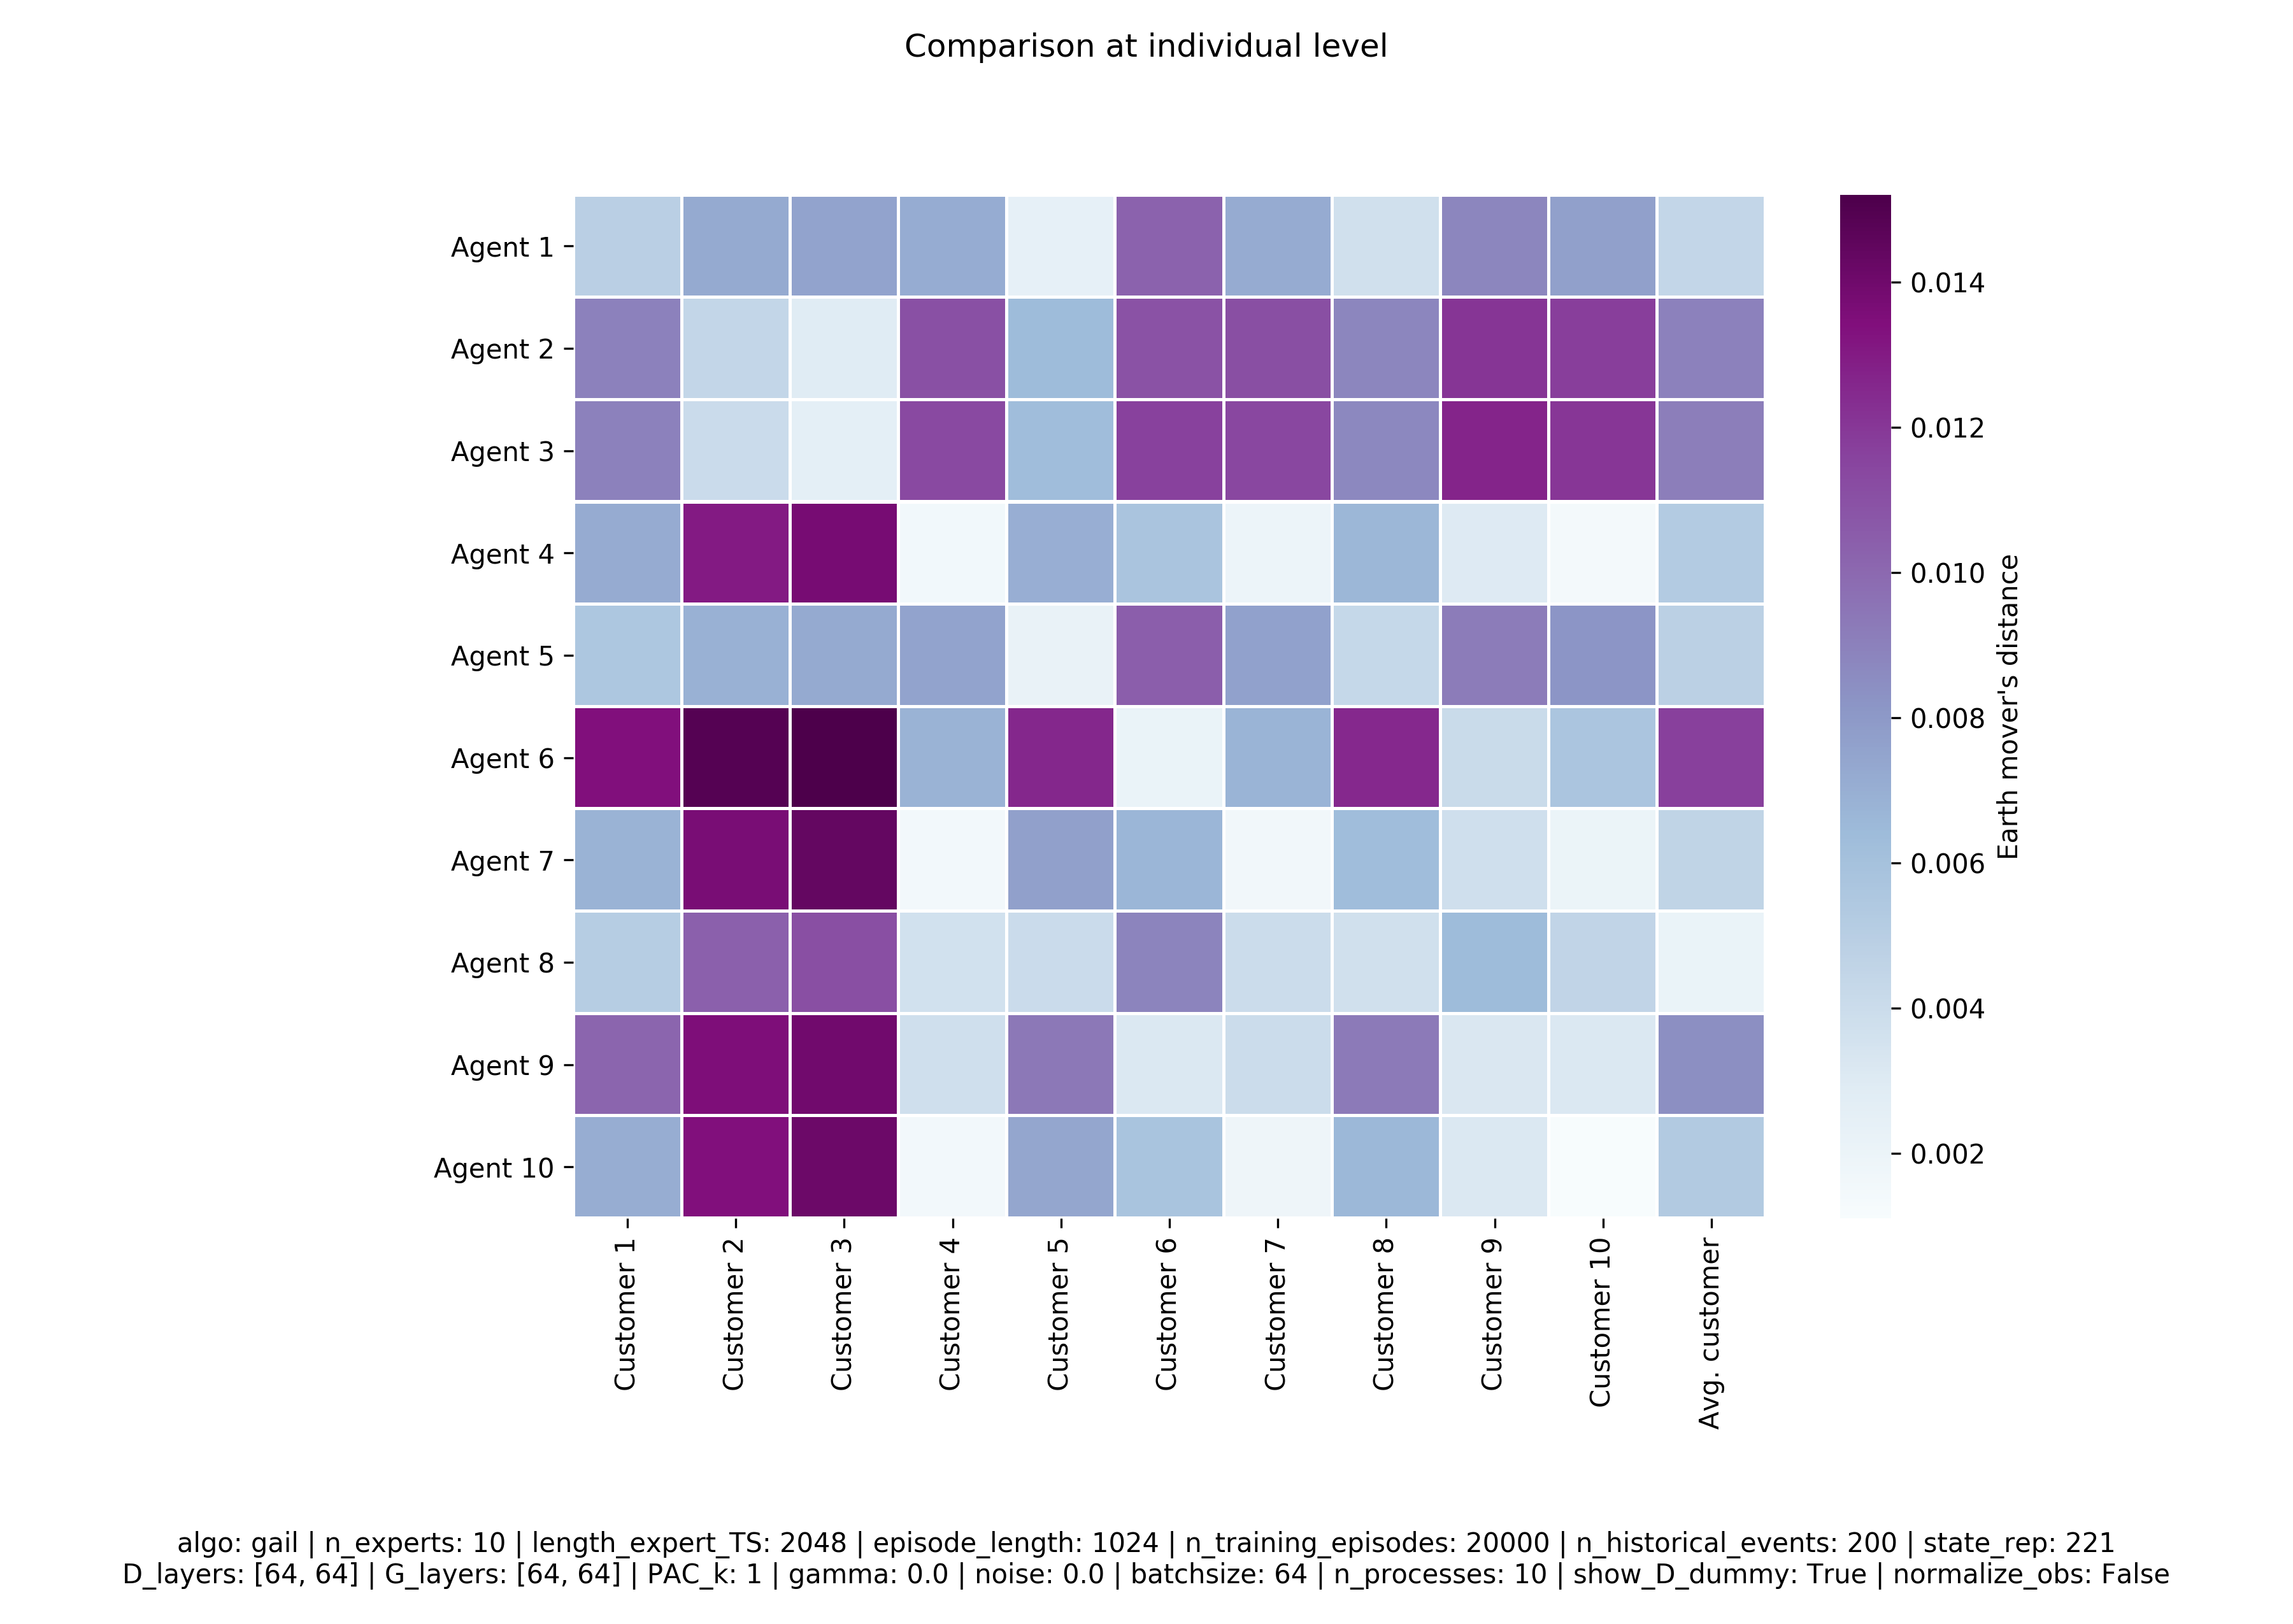 Comparison at individual level
Agent 1
Agent 2
Agent 3
Agent 4
Agent 5
Agent 6
Agent 7
Agent 8
Agent 9
Agent 10
Customer 1
Customer 2
Customer 3
Customer 4
Customer 5
Customer 6
Customer 7
Customer 8
Customer 9
Customer 10
Avg. customer
0.014
0.012
0.010
0.008
0.006
0.004
0.002
Earth mover's distance
algo: gail | n_experts: 10 | length_expert_TS: 2048 | episode_length: 1024 | n_training_episodes: 20000 | n_historical_events: 200 | state_rep: 221
D_layers: [64, 64] | G_layers: [64, 64] | PAC_k: 1 | gamma: 0.0 | noise: 0.0 | batchsize: 64 | n_processes: 10 | show_D_dummy: True | normalize_obs: False